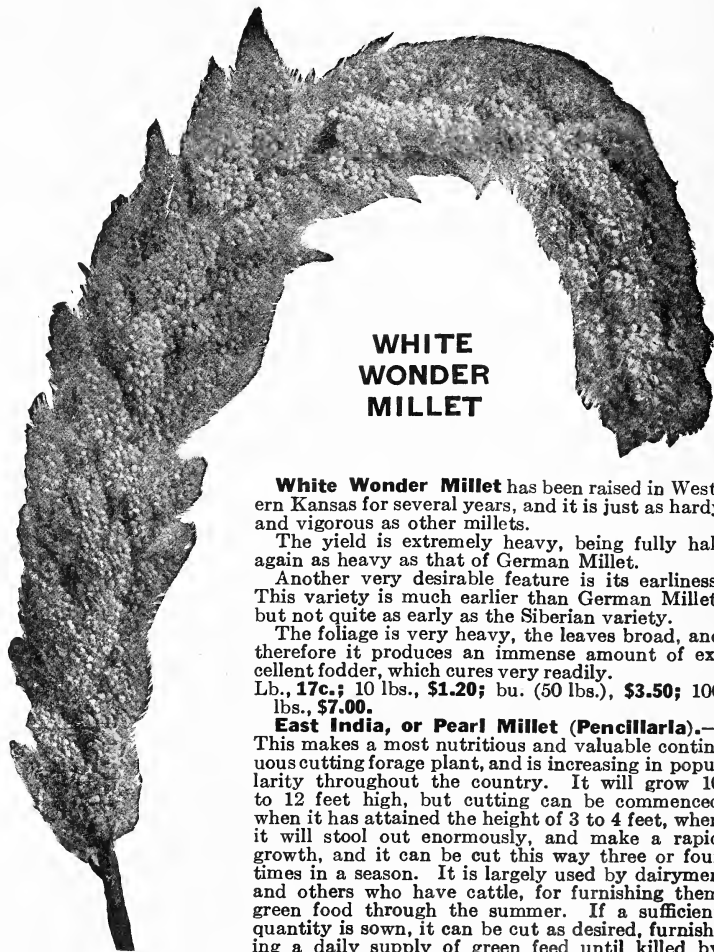 WHITE
WONDER
MILLET
White Wonder Millet has been raised in West
ern Kansas for several years, and it is just as hard
and vigorous as other millets.
The yield is extremely heavy, being fully hal
again as heavy as that of German Millet.
Another very desirable feature is its earliness
This variety is much earlier than German Millet
but not quite as early as the Siberian variety.
The foliage is very heavy, the leaves broad, and
therefore it produces an immense amount of ex
cellent fodder, which cures very readily.
Lb., 17c.; 10 lbs., $1.20; bu. (50 lbs.), $3.50; 100
lbs., $7.00.
East India, or Pearl Millet (Pencillaria).—
This makes a most nutritious and valuable contin
uous cutting forage plant, and is increasing in popu
larity throughout the country. It will grow 10
to 12 feet high, but cutting can be commenced
when it has attained the height of 3 to 4 feet, when
it will stool out enormously, and make a rapid
growth, and it can be cut this way three or four
times in a season. It is largely used by dairymen
and others who have cattle, for furnishing them
green food through the summer. If a sufficien
quantity is sown, it can be cut as desired, furnish
ing a daily supply of green feed until killed by